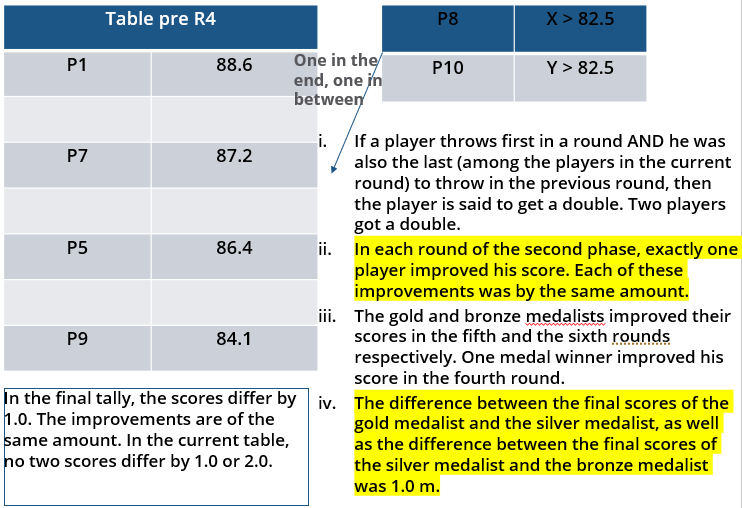 Table pre R4
P1 88.6
P7 87.2
P5 86.4
P9 84.1
In the final tally, the scores differ by
1.0. The improvements are of the
same amount. In the current table,
no two scores differ by 1.0 or 2.0.
One in the
end, one in
between
P8 X > 82.5
P10 Y > 82.5
i. If a player throws first in a round AND he was
also the last (among the players in the current
round) to throw in the previous round, then
the player is said to get a double. Two players
got a double.
ii. In each round of the second phase, exactly one
player improved his score. Each of these
improvements was by the same amount.
iii. The gold and bronze medalists improved their
scores in the fifth and the sixth rounds
respectively. One medal winner improved his
score in the fourth round.
iv. The difference between the final scores of the
gold medalist and the silver medalist, as well
as the difference between the final scores of
the silver medalist and the bronze medalist
was 1.0 m.